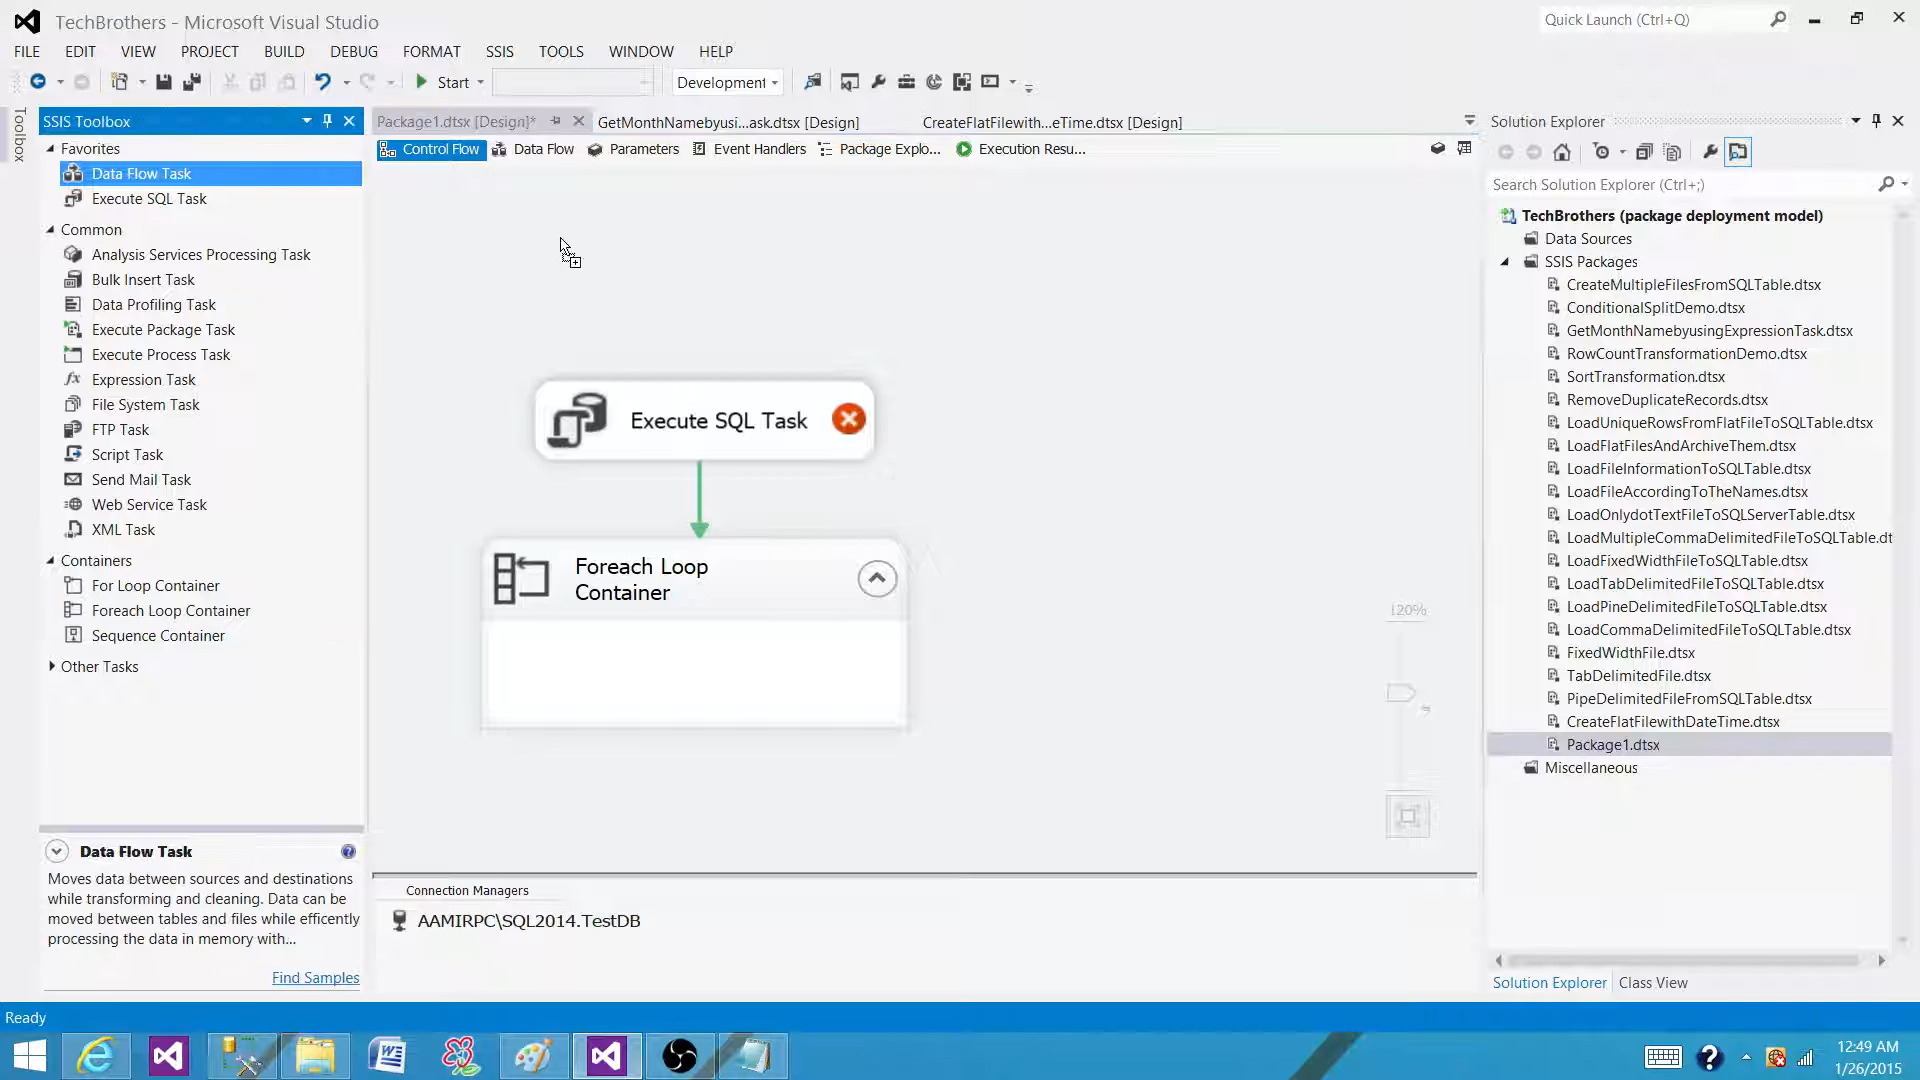 TechBrothers - Microsoft Visual Studio
Quick Launch (Ctrl+Q)
FILE EDIT VIEW PROJECT BUILD DEBUG FORMAT SSIS TOOLS WINDOW HELP
Start Development
Toolbox
SSIS Toolbox
Favorites
Data Flow Task
Execute SQL Task
Common
Analysis Services Processing Task
Bulk Insert Task
Data Profiling Task
Execute Package Task
Execute Process Task
Expression Task
File System Task
FTP Task
Script Task
Send Mail Task
Web Service Task
XML Task
Containers
For Loop Container
Foreach Loop Container
Sequence Container
Other Tasks
Data Flow Task
Moves data between sources and destinations
while transforming and cleaning. Data can be
moved between tables and files while efficently
processing the data in memory with...
Find Samples
Package1.dtsx [Design]* GetMonthNamebyusi...ask.dtsx [Design] CreateFlatFilewith...eTime.dtsx [Design]
Control Flow Data Flow Parameters Event Handlers Package Explo... Execution Resu...
Execute SQL Task
Foreach Loop
Container
120%
Connection Managers
AAMIRPC\SQL2014.TestDB
Solution Explorer
Search Solution Explorer (Ctrl+;)
TechBrothers (package deployment model)
Data Sources
SSIS Packages
CreateMultipleFilesFromSQLTable.dtsx
ConditionalSplitDemo.dtsx
GetMonthNamebyusingExpressionTask.dtsx
RowCountTransformationDemo.dtsx
SortTransformation.dtsx
RemoveDuplicateRecords.dtsx
LoadUniqueRowsFromFlatFileToSQLTable.dtsx
LoadFlatFilesAndArchiveThem.dtsx
LoadFileInformationToSQLTable.dtsx
LoadFileAccordingToTheNames.dtsx
LoadOnlydotTextFileToSQLServerTable.dtsx
LoadMultipleCommaDelimitedFileToSQLTable.dt
LoadFixedWidthFileToSQLTable.dtsx
LoadTabDelimitedFileToSQLTable.dtsx
LoadPineDelimitedFileToSQLTable.dtsx
LoadCommaDelimitedFileToSQLTable.dtsx
FixedWidthFile.dtsx
TabDelimitedFile.dtsx
PipeDelimitedFileFromSQLTable.dtsx
CreateFlatFilewithDateTime.dtsx
Package1.dtsx
Miscellaneous
Solution Explorer Class View
Ready
12:49 AM
1/26/2015